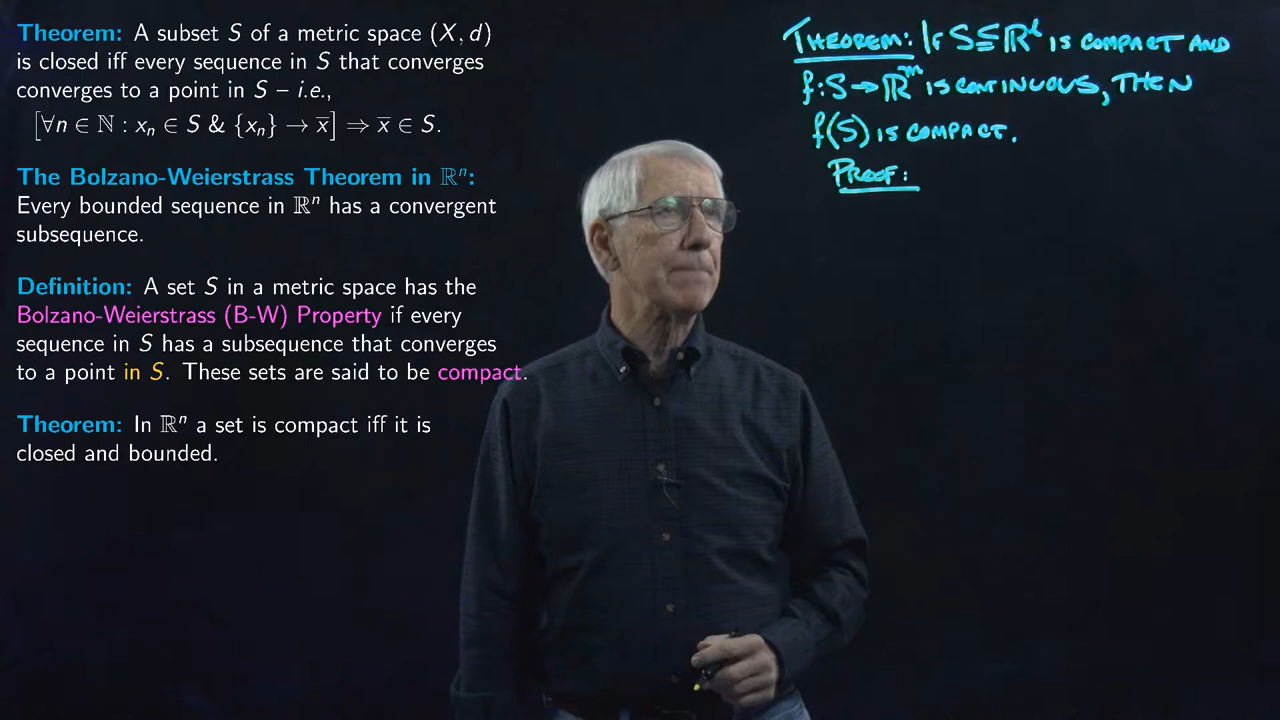 Theorem: A subset S of a metric space (X, d)
is closed iff every sequence in S that converges
converges to a point in S – i.e.,
[∀n ∈ ℕ : xₙ ∈ S & {xₙ} → x̄] ⇒ x̄ ∈ S.
The Bolzano-Weierstrass Theorem in ℝⁿ:
Every bounded sequence in ℝⁿ has a convergent
subsequence.
Definition: A set S in a metric space has the
Bolzano-Weierstrass (B-W) Property if every
sequence in S has a subsequence that converges
to a point in S. These sets are said to be compact.
Theorem: In ℝⁿ a set is compact iff it is
closed and bounded.
THEOREM: IF S ⊆ ℝˡ IS COMPACT AND
f: S → ℝᵐ IS CONTINUOUS, THEN
f(S) IS COMPACT.
PROOF: